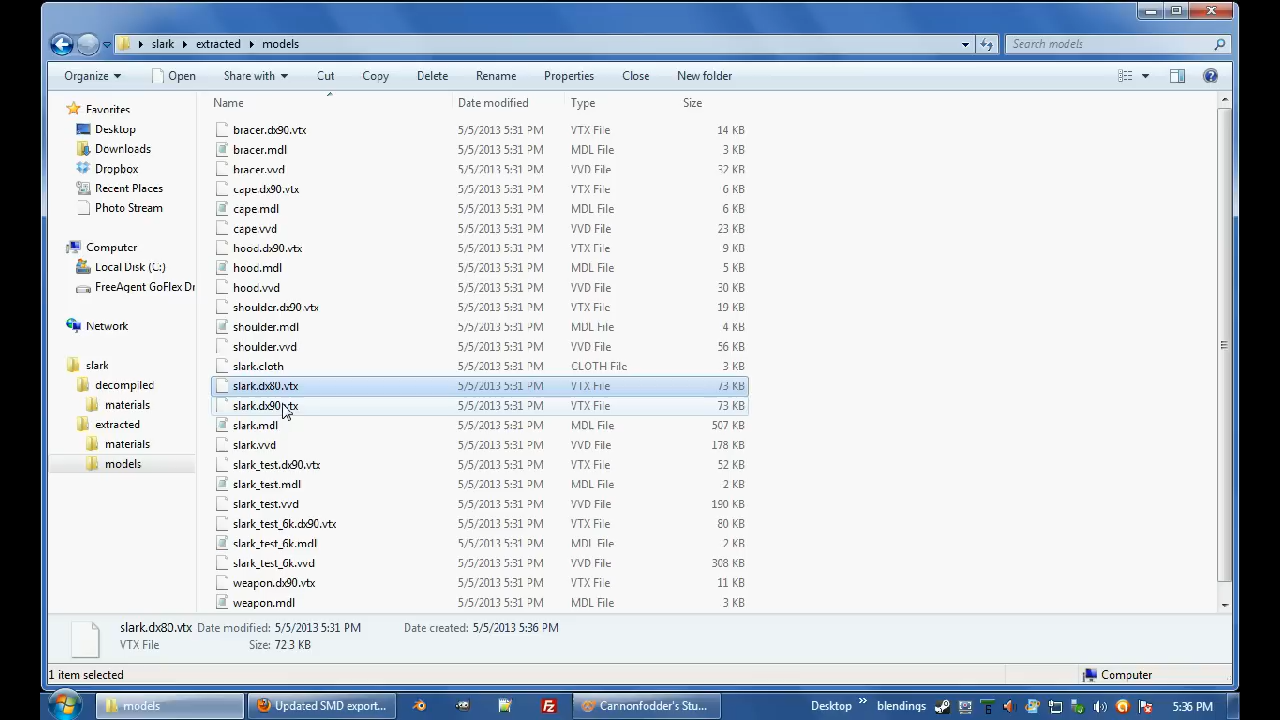 slark extracted models Search models
Organize Open Share with Cut Copy Delete Rename Properties Close New folder
Name Date modified Type Size
Favorites
Desktop
Downloads
Dropbox
Recent Places
Photo Stream
Computer
Local Disk (C:)
FreeAgent GoFlex Dr
Network
slark
decompiled
materials
extracted
materials
models
bracer.dx90.vtx 5/5/2013 5:31 PM VTX File 14 KB
bracer.mdl 5/5/2013 5:31 PM MDL File 3 KB
bracer.vvd 5/5/2013 5:31 PM VVD File 32 KB
cape.dx90.vtx 5/5/2013 5:31 PM VTX File 6 KB
cape.mdl 5/5/2013 5:31 PM MDL File 6 KB
cape.vvd 5/5/2013 5:31 PM VVD File 23 KB
hood.dx90.vtx 5/5/2013 5:31 PM VTX File 9 KB
hood.mdl 5/5/2013 5:31 PM MDL File 5 KB
hood.vvd 5/5/2013 5:31 PM VVD File 30 KB
shoulder.dx90.vtx 5/5/2013 5:31 PM VTX File 19 KB
shoulder.mdl 5/5/2013 5:31 PM MDL File 4 KB
shoulder.vvd 5/5/2013 5:31 PM VVD File 56 KB
slark.cloth 5/5/2013 5:31 PM CLOTH File 3 KB
slark.dx80.vtx 5/5/2013 5:31 PM VTX File 73 KB
slark.dx90.vtx 5/5/2013 5:31 PM VTX File 73 KB
slark.mdl 5/5/2013 5:31 PM MDL File 507 KB
slark.vvd 5/5/2013 5:31 PM VVD File 178 KB
slark_test.dx90.vtx 5/5/2013 5:31 PM VTX File 52 KB
slark_test.mdl 5/5/2013 5:31 PM MDL File 2 KB
slark_test.vvd 5/5/2013 5:31 PM VVD File 190 KB
slark_test_6k.dx90.vtx 5/5/2013 5:31 PM VTX File 80 KB
slark_test_6k.mdl 5/5/2013 5:31 PM MDL File 2 KB
slark_test_6k.vvd 5/5/2013 5:31 PM VVD File 308 KB
weapon.dx90.vtx 5/5/2013 5:31 PM VTX File 11 KB
weapon.mdl 5/5/2013 5:31 PM MDL File 3 KB
slark.dx80.vtx Date modified: 5/5/2013 5:31 PM Date created: 5/5/2013 5:36 PM
VTX File Size: 72.3 KB
1 item selected Computer
models Updated SMD export... Cannonfodder's Stu... Desktop » blendings 5:36 PM